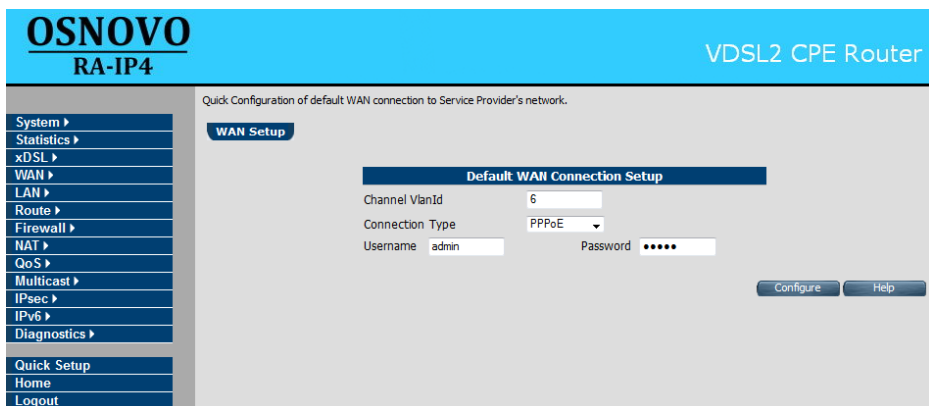 OSNOVO
RA-IP4
VDSL2 CPE Router
Quick Configuration of default WAN connection to Service Provider's network.
WAN Setup
System
Statistics
xDSL
WAN
LAN
Route
Firewall
NAT
QoS
Multicast
IPsec
IPv6
Diagnostics
Quick Setup
Home
Logout
Default WAN Connection Setup
Channel VlanId 6
Connection Type PPPoE
Username admin Password •••••
Configure Help